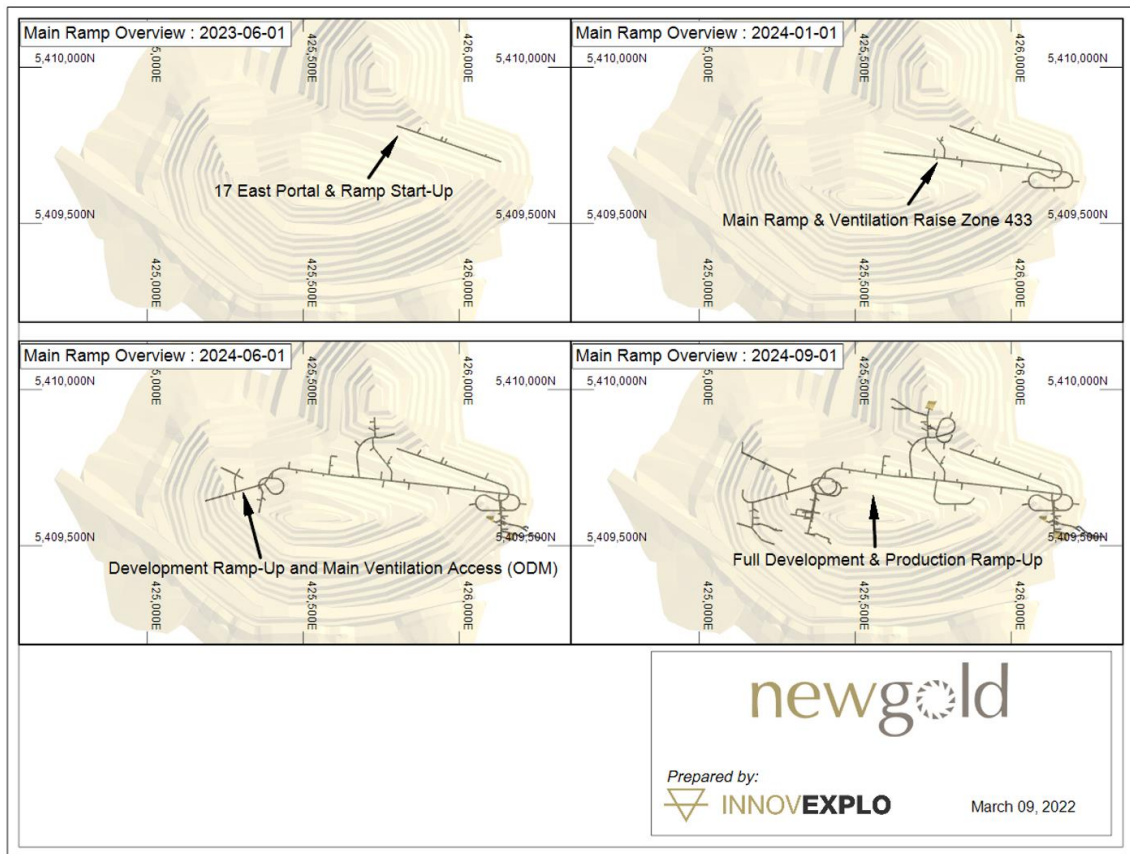 Main Ramp Overview : 2023-06-01
5,410,000N
5,000E
425,500E
426,000E
5,410,000N
17 East Portal & Ramp Start-Up
5,409,500N
5,409,500N
425,000E
425,500E
426,000E
Main Ramp Overview : 2024-01-01
5,410,000N
5,000E
425,500E
426,000E
5,410,000N
Main Ramp & Ventilation Raise Zone 433
5,409,500N
5,409,500N
425,000E
425,500E
426,000E
Main Ramp Overview : 2024-06-01
5,410,000N
5,000E
425,500E
426,000E
5,410,000N
5,409,500N
5,409,500N
Development Ramp-Up and Main Ventilation Access (ODM)
425,000E
425,500E
426,000E
Main Ramp Overview : 2024-09-01
5,410,000N
5,000E
425,500E
426,000E
5,410,000N
5,409,500N
5,409,500N
Full Development & Production Ramp-Up
425,000E
425,500E
426,000E
newgold
Prepared by:
INNOVEXPLO
March 09, 2022